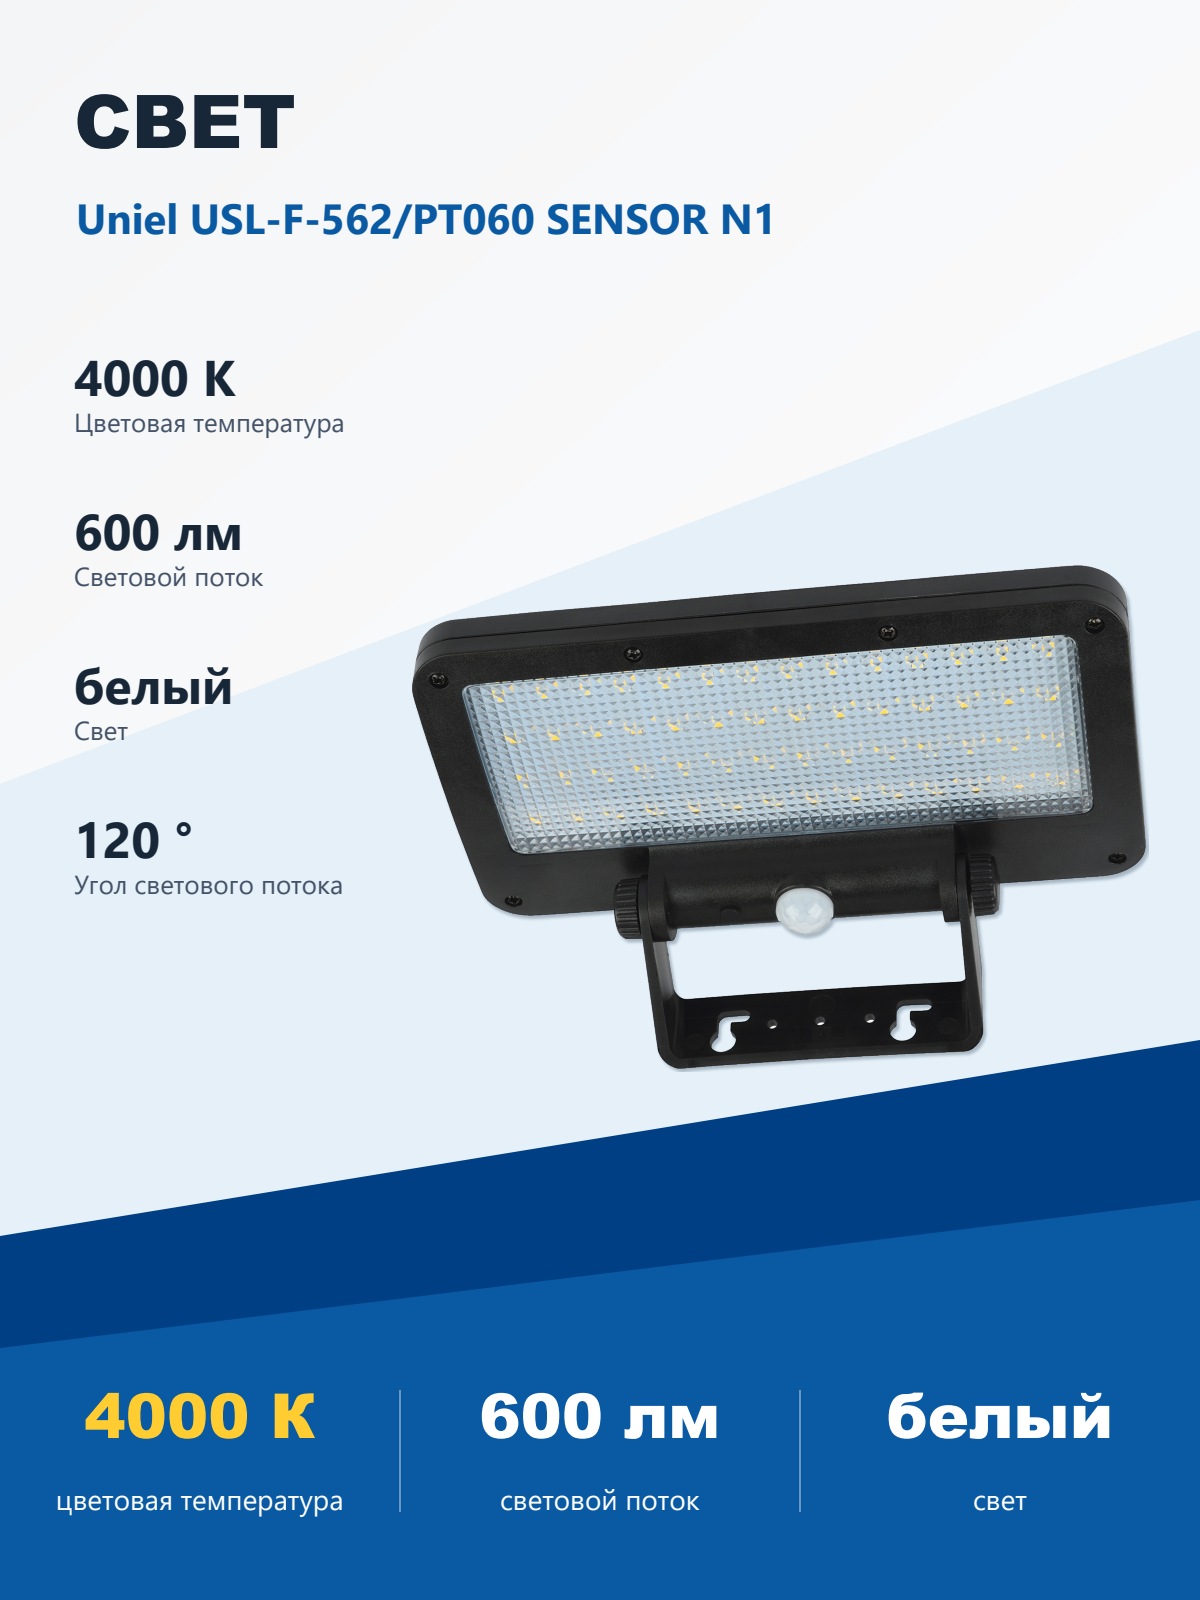 СВЕТ
Uniel USL-F-562/PT060 SENSOR N1
4000 К
Цветовая температура
600 лм
Световой поток
белый
Свет
120 °
Угол светового потока
4000 К
цветовая температура
600 лм
световой поток
белый
свет